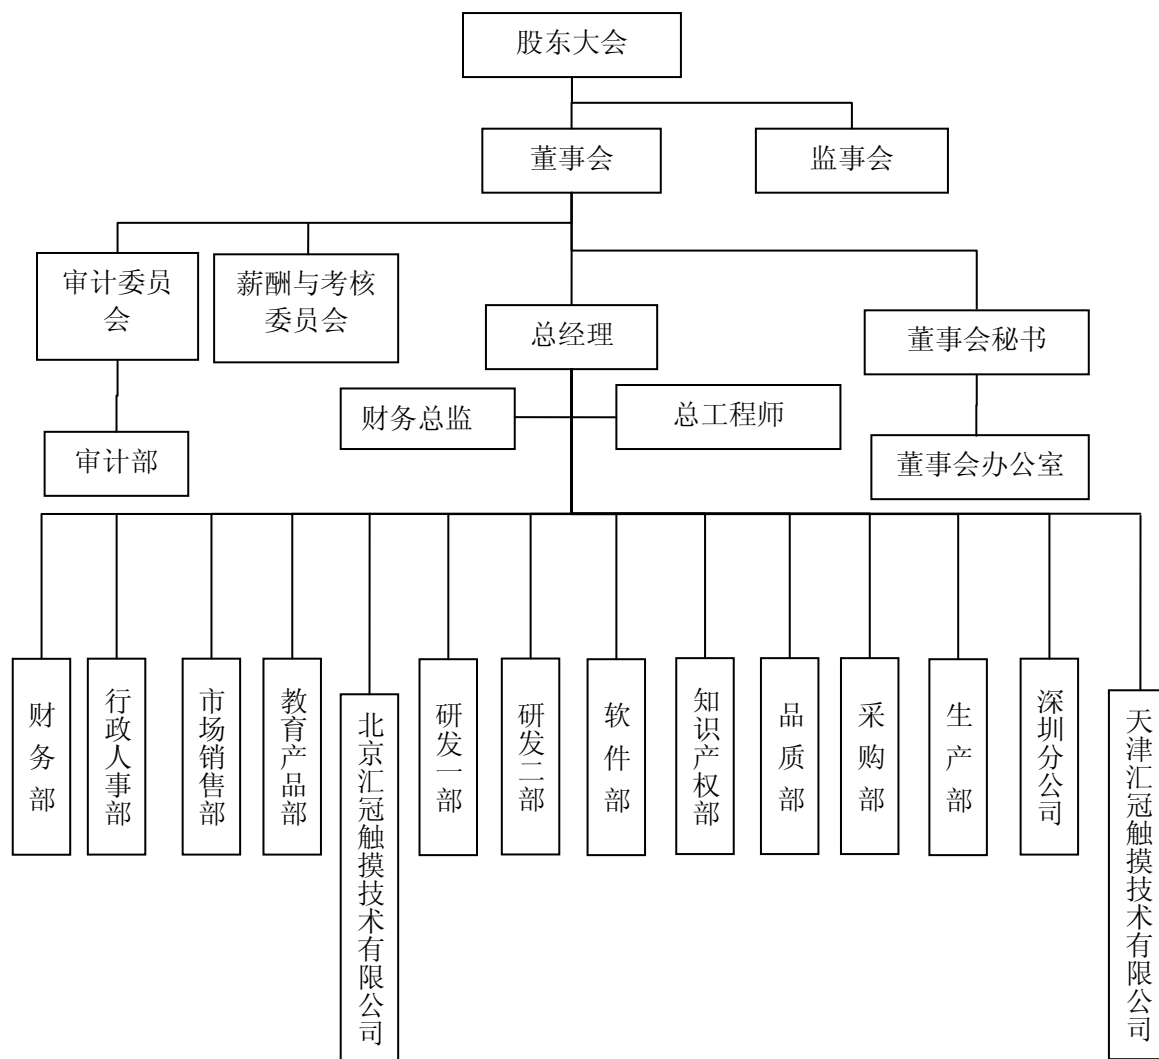 股东大会
董事会
监事会
审计委员
会
薪酬与考核
委员会
总经理
董事会秘书
财务总监
总工程师
审计部
董事会办公室
财务部
行政人事部
市场销售部
教育产品部
北京汇冠触摸技术有限公司
研发一部
研发二部
软件部
知识产权部
品质部
采购部
生产部
深圳分公司
天津汇冠触摸技术有限公司